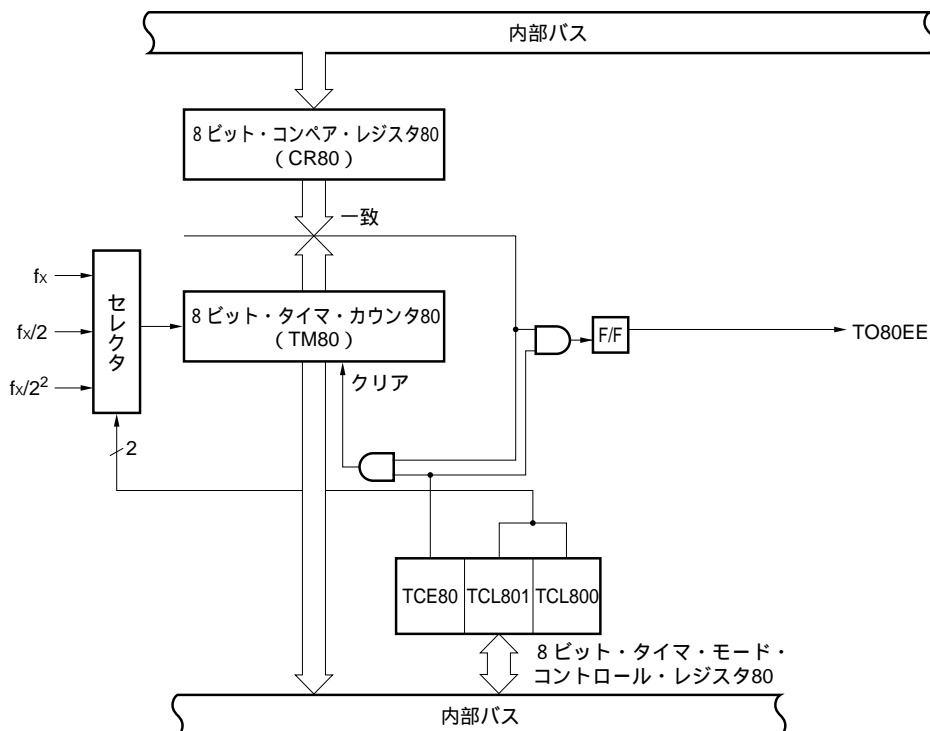 内部バス
8 ビット・コンペア・レジスタ80
( CR80 )
一致
fX
fX/2
fX/2²
セレクタ
8 ビット・タイマ・カウンタ80
( TM80 )
クリア
F/F
TO80EE
2
TCE80
TCL801
TCL800
8 ビット・タイマ・モード・
コントロール・レジスタ80
内部バス